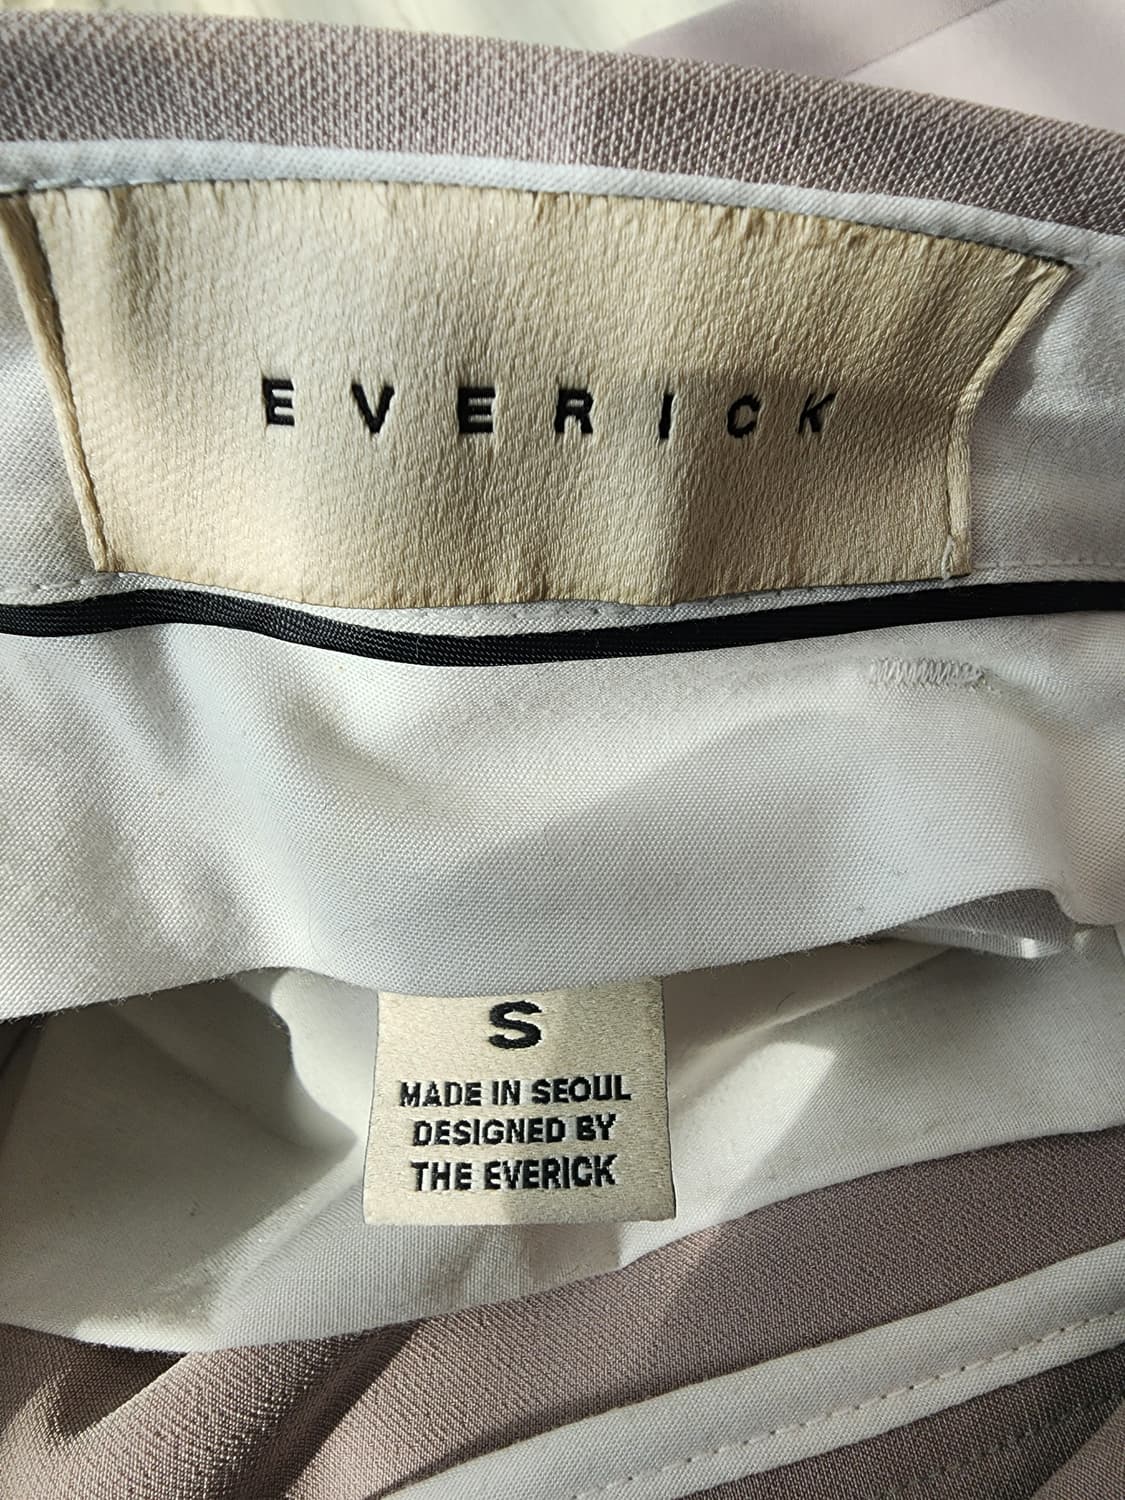 EVERICK
S
MADE IN SEOUL
DESIGNED BY
THE EVERICK